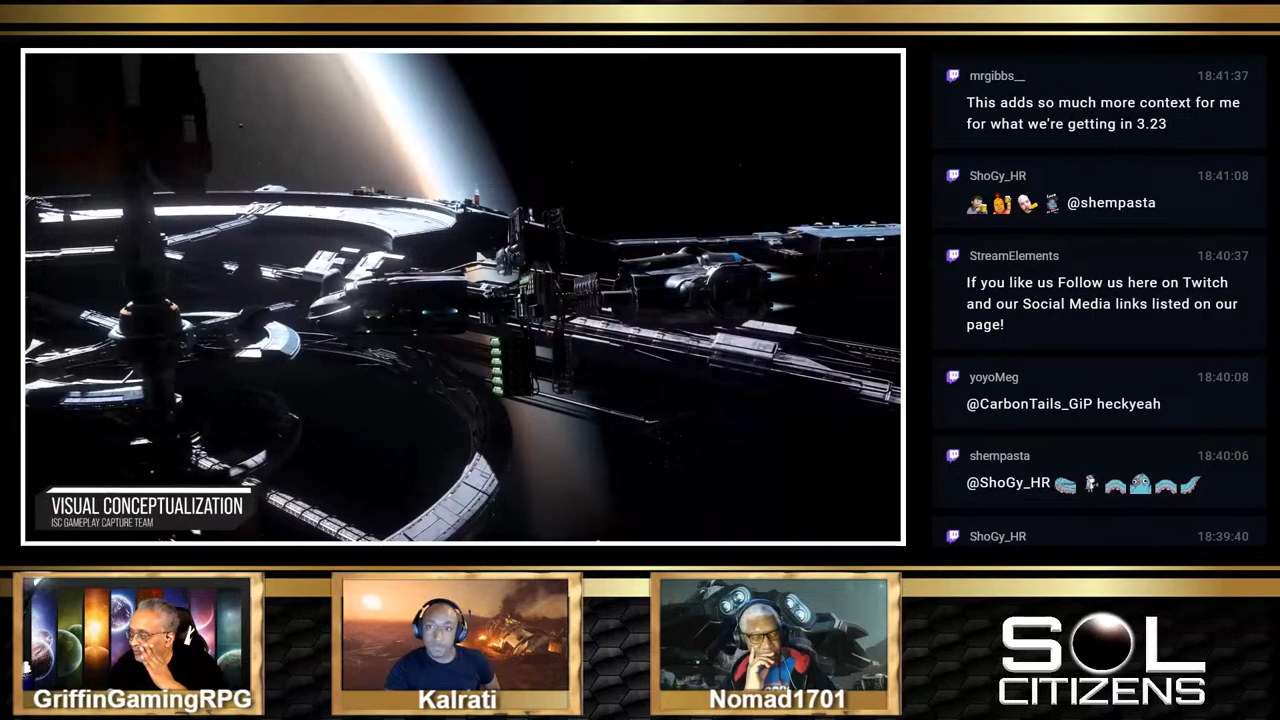 mrgibbs__ 18:41:37
This adds so much more context for me
for what we're getting in 3.23
ShoGy_HR 18:41:08
@shempasta
StreamElements 18:40:37
If you like us Follow us here on Twitch
and our Social Media links listed on our
page!
yoyoMeg 18:40:08
@CarbonTails_GiP heckyeah
shempasta 18:40:06
@ShoGy_HR
ShoGy_HR 18:39:40
VISUAL CONCEPTUALIZATION
ISC GAMEPLAY CAPTURE TEAM
GriffinGamingRPG
Kalrati
Nomad1701
SOL
CITIZENS